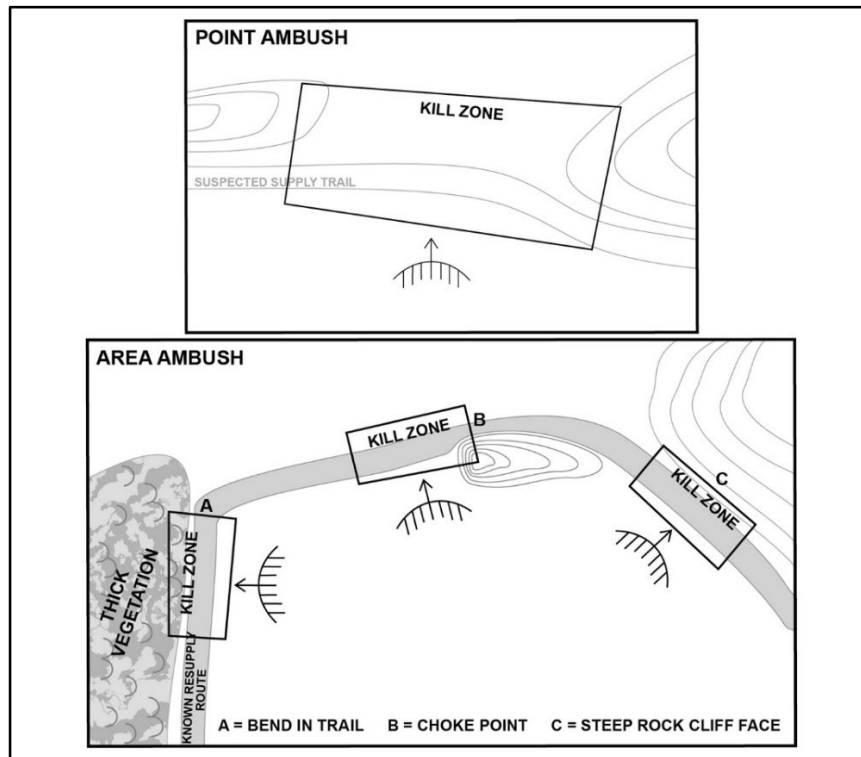 POINT AMBUSH
KILL ZONE
SUSPECTED SUPPLY TRAIL
AREA AMBUSH
KILL ZONE
B
A
C
KILL ZONE
KILL ZONE
THICK
VEGETATION
KNOWN RESUPPLY
ROUTE
A = BEND IN TRAIL B = CHOKE POINT C = STEEP ROCK CLIFF FACE